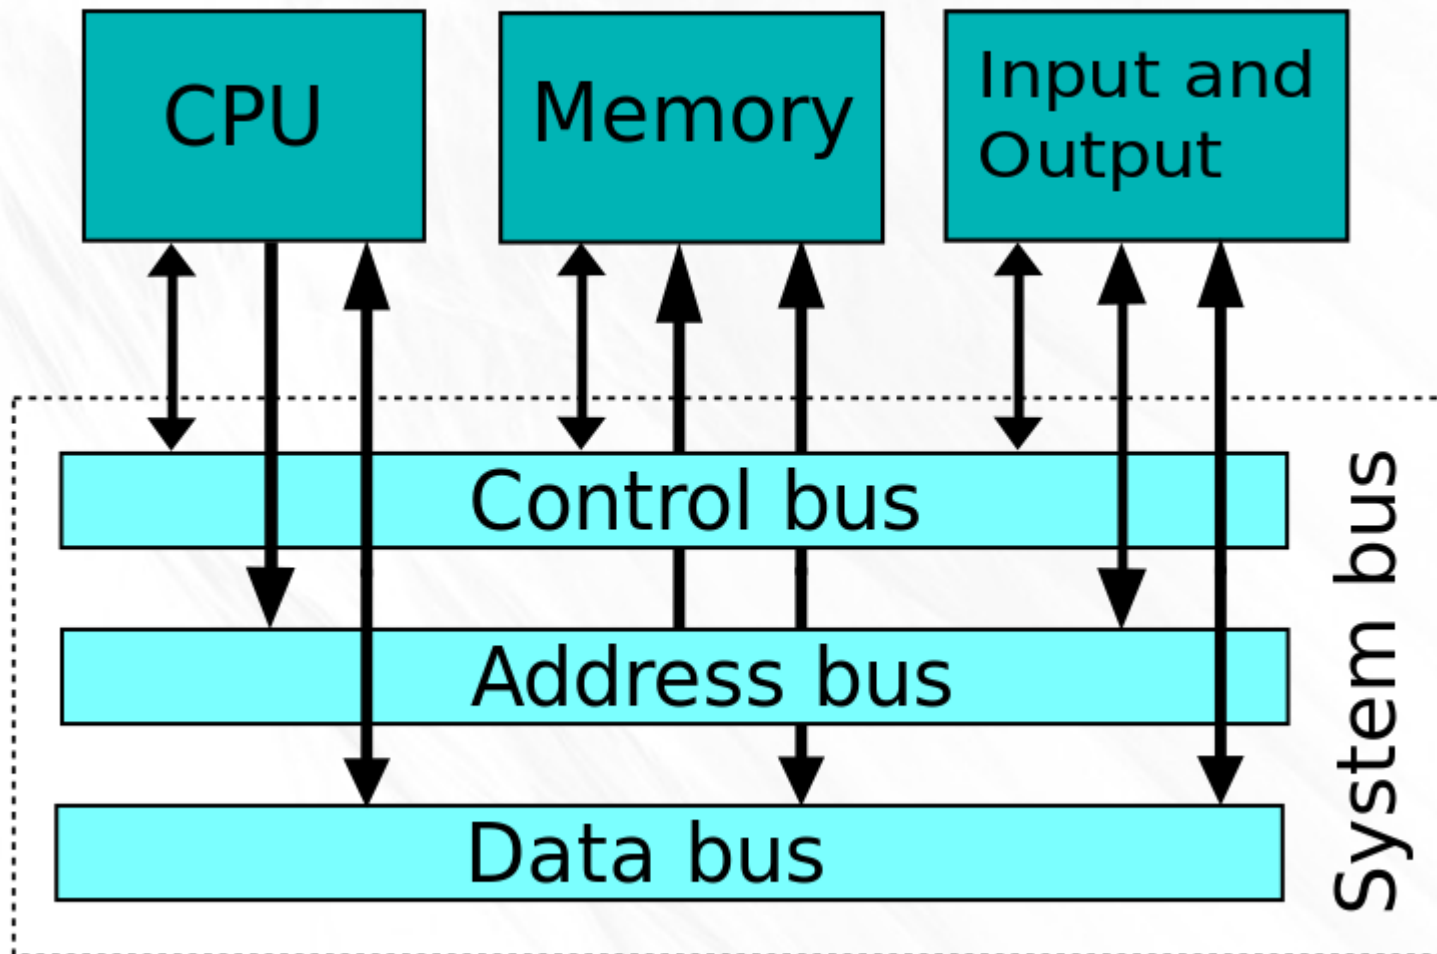 CPU
Memory
Input and
Output
Control bus
Address bus
Data bus
System bus